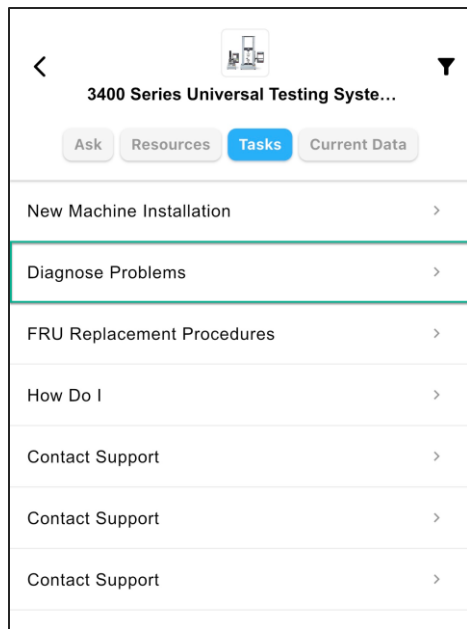 3400 Series Universal Testing Syste...
Ask Resources Tasks Current Data
New Machine Installation
Diagnose Problems
FRU Replacement Procedures
How Do I
Contact Support
Contact Support
Contact Support